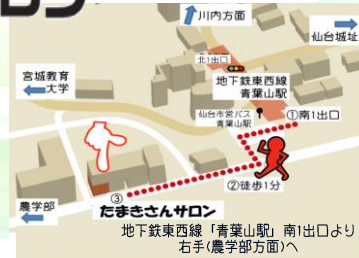 川内方面
仙台城址
北1出口
宮城教育
大学
地下鉄東西線
青葉山駅
仙台市営バス
青葉山駅
①南1出口
②徒歩1分
③
たまきさんサロン
農学部
地下鉄東西線「青葉山駅」南1出口より
右手(農学部方面)へ